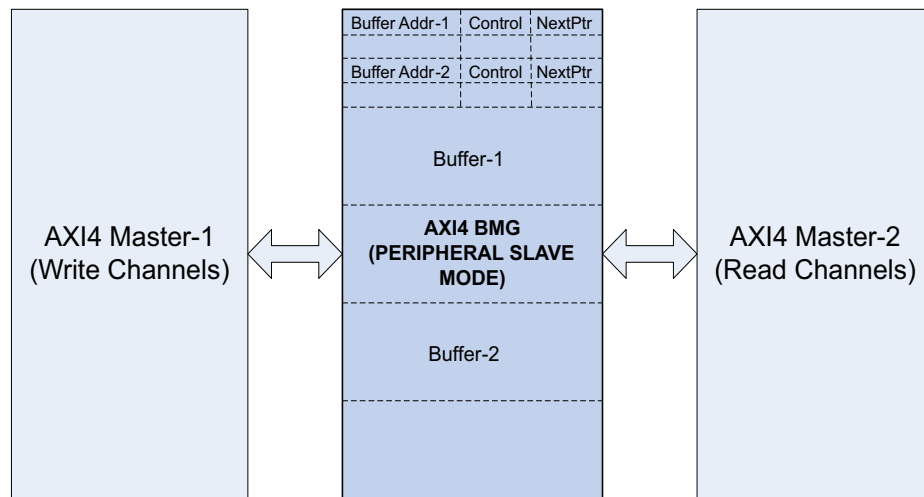 Buffer Addr-1 Control NextPtr
Buffer Addr-2 Control NextPtr
Buffer-1
AXI4 Master-1
(Write Channels)
AXI4 BMG
(PERIPHERAL SLAVE
MODE)
AXI4 Master-2
(Read Channels)
Buffer-2